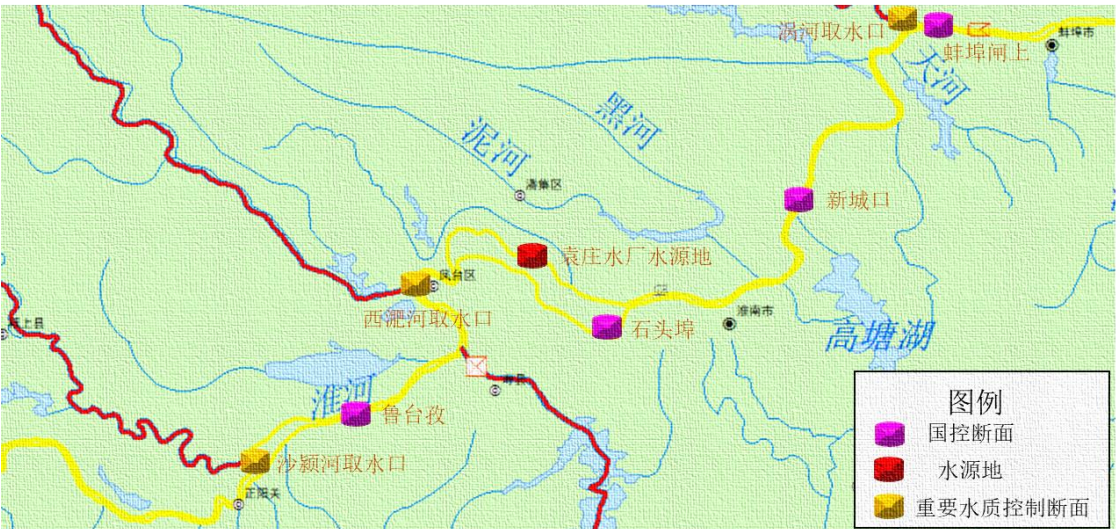 涡河取水口
蚌埠市
蚌埠闸上
天河
黑河
泥河
潘集区
新城口
袁庄水厂水源地
凤台区
西淝河取水口
石头埠
淮南市
高塘湖
寿县
淮河
鲁台孜
沙颍河取水口
正阳关
图例
国控断面
水源地
重要水质控制断面